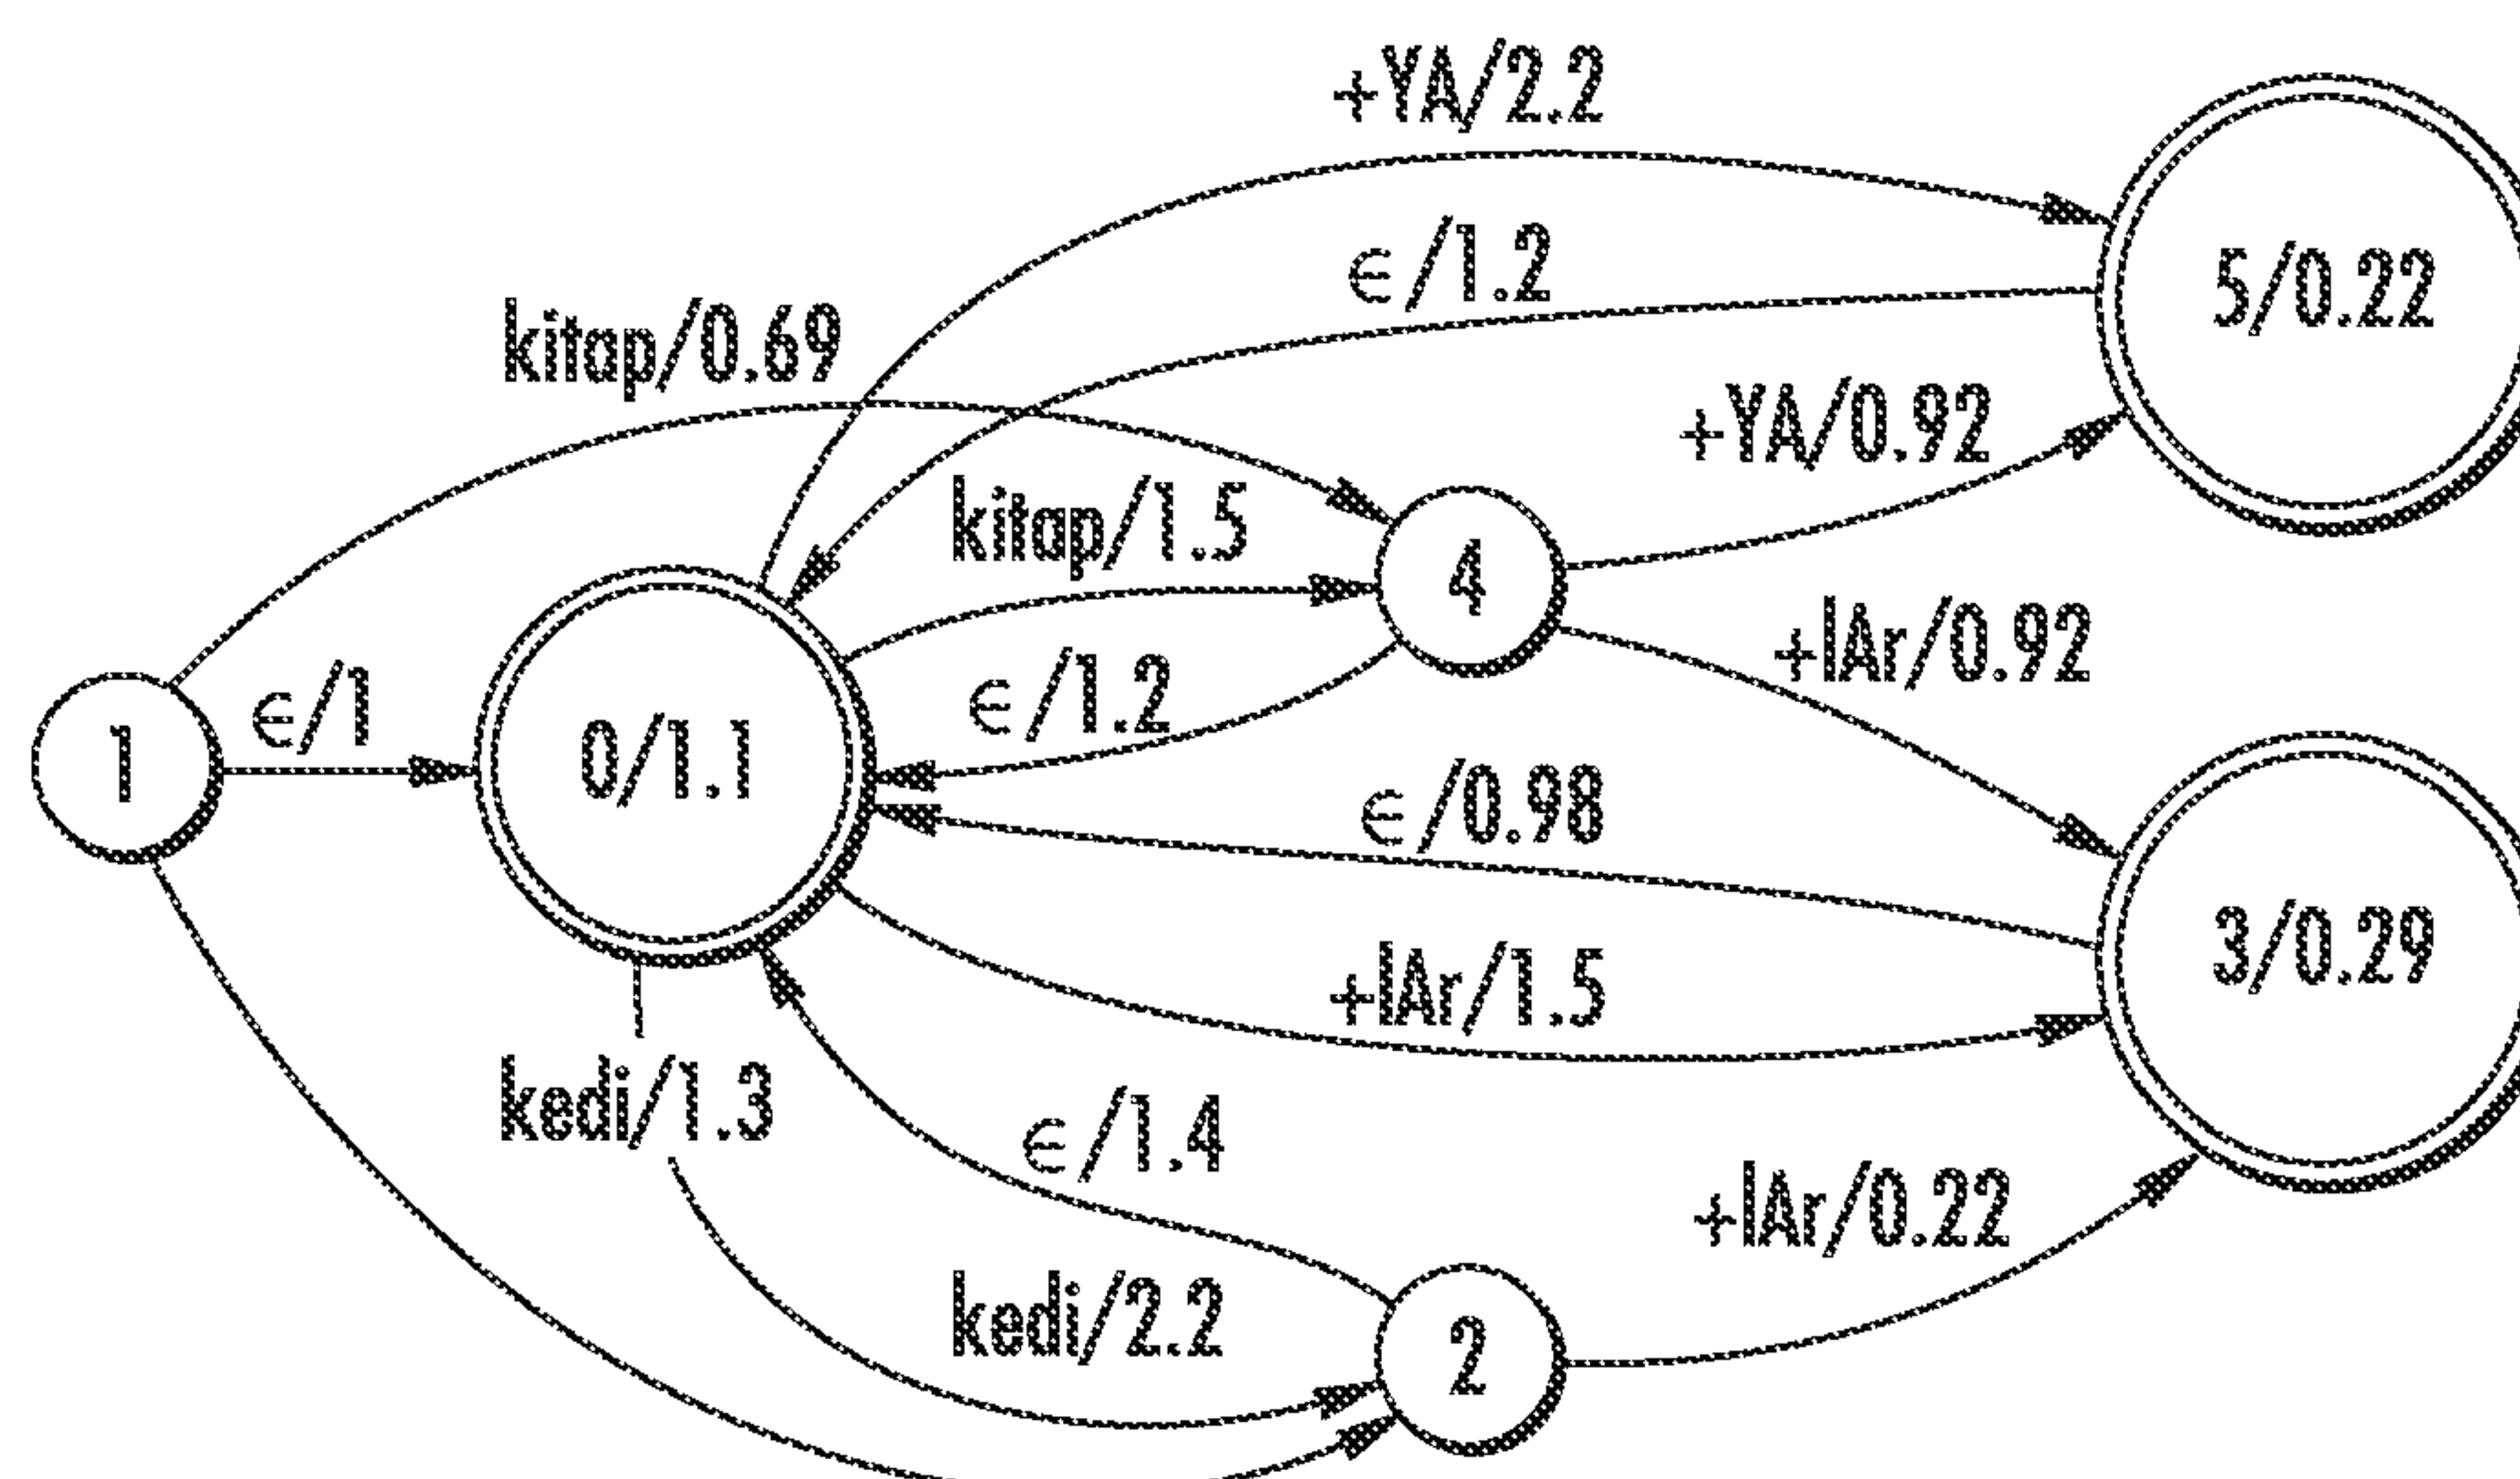 +YA/2.2
ϵ/1.2
5/0.22
kitap/0.69
+YA/0.92
kitap/1.5
4
+lAr/0.92
ϵ/1.2
ϵ/1
1
0/1.1
ϵ/0.98
3/0.29
+lAr/1.5
kedi/1.3
ϵ/1.4
+lAr/0.22
kedi/2.2
2